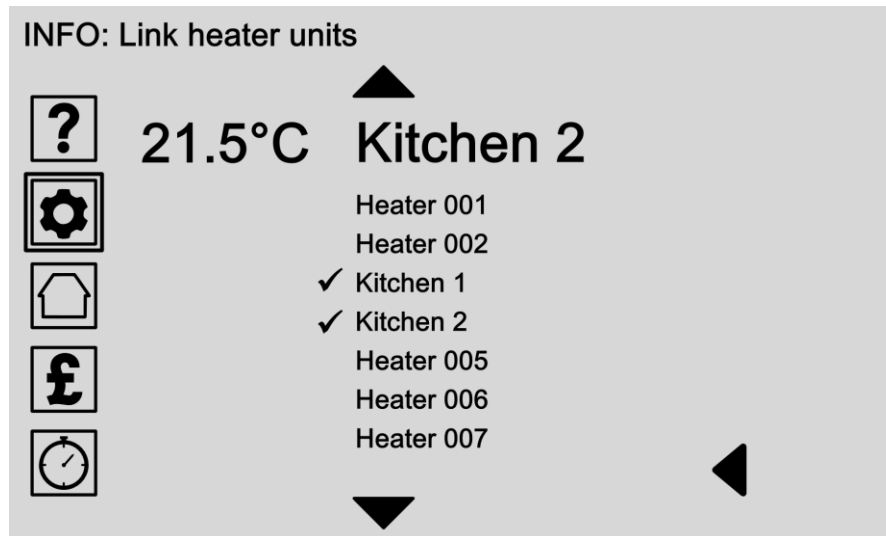 INFO: Link heater units
?
21.5°C Kitchen 2
Heater 001
Heater 002
✓ Kitchen 1
✓ Kitchen 2
Heater 005
£
Heater 006
Heater 007